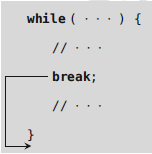 while( · · · ) {
// · · ·
break;
// · · ·
}